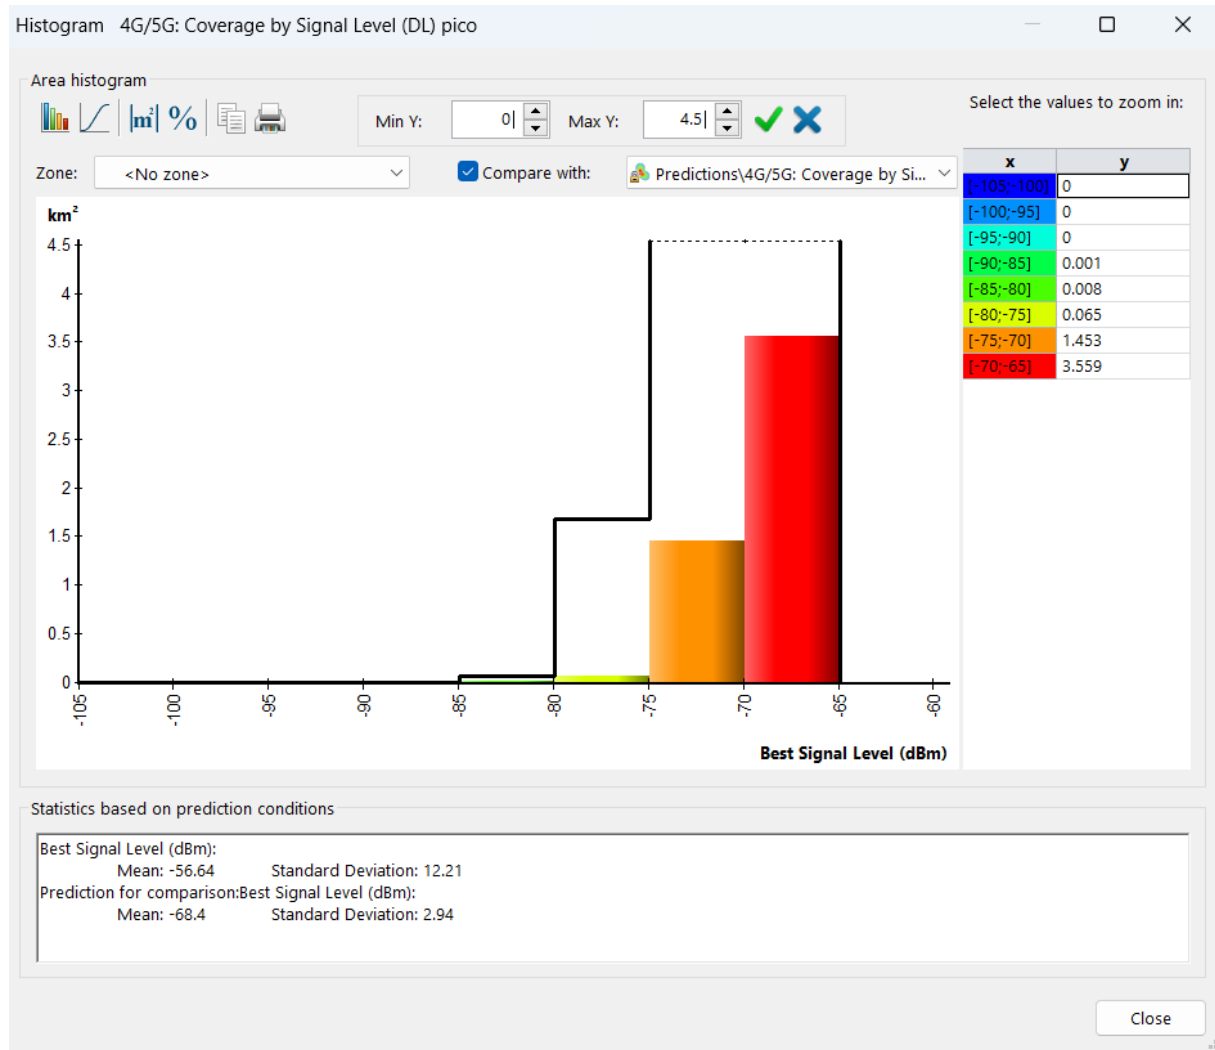 Histogram 4G/5G: Coverage by Signal Level (DL) pico
Area histogram
m² %
Min Y: 0 Max Y: 4.5
Select the values to zoom in:
Zone: <No zone> Compare with: Predictions\4G/5G: Coverage by Si...
x y
[-105;-100] 0
[-100;-95] 0
[-95;-90] 0
[-90;-85] 0.001
[-85;-80] 0.008
[-80;-75] 0.065
[-75;-70] 1.453
[-70;-65] 3.559
km²
4.5
4
3.5
3
2.5
2
1.5
1
0.5
0
-105 -100 -95 -90 -85 -80 -75 -70 -65 -60
Best Signal Level (dBm)
Statistics based on prediction conditions
Best Signal Level (dBm):
Mean: -56.64 Standard Deviation: 12.21
Prediction for comparison:Best Signal Level (dBm):
Mean: -68.4 Standard Deviation: 2.94
Close